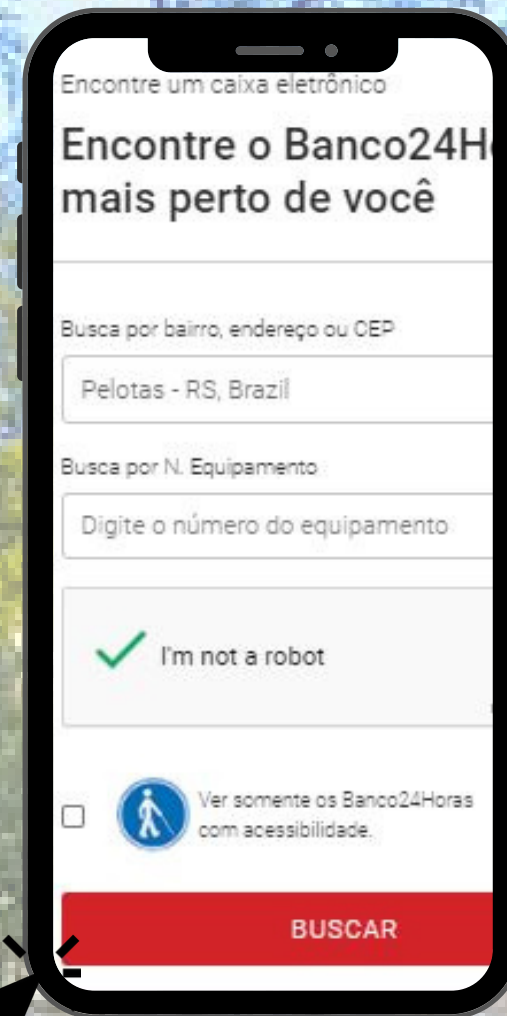 Encontre um caixa eletrônico
Encontre o Banco24H
mais perto de você
Busca por bairro, endereço ou CEP
Pelotas - RS, Brazil
Busca por N. Equipamento
Digite o número do equipamento
I'm not a robot
Ver somente os Banco24Horas
com acessibilidade.
BUSCAR